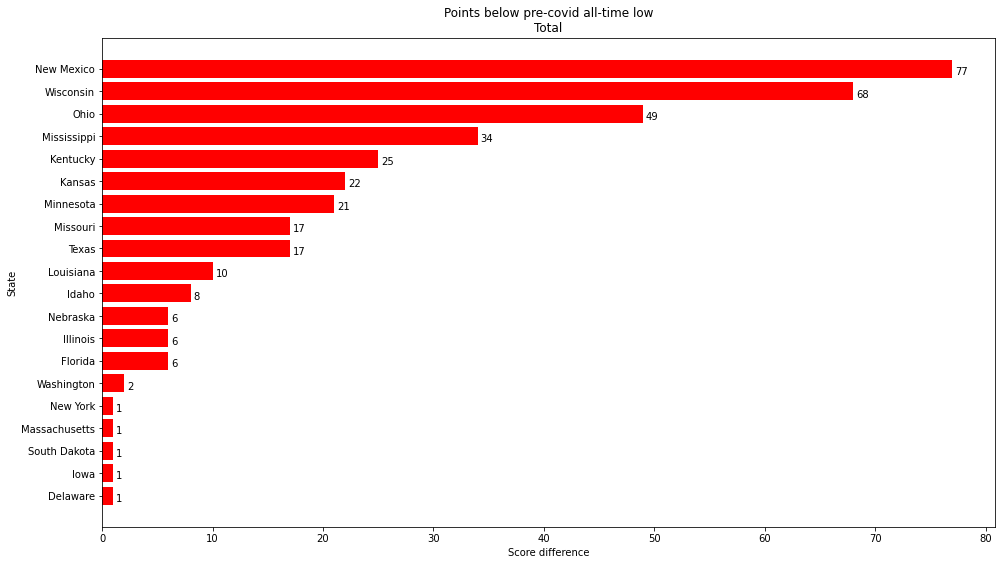 Points below pre-covid all-time low
Total
State
New Mexico 77
Wisconsin 68
Ohio 49
Mississippi 34
Kentucky 25
Kansas 22
Minnesota 21
Missouri 17
Texas 17
Louisiana 10
Idaho 8
Nebraska 6
Illinois 6
Florida 6
Washington 2
New York 1
Massachusetts 1
South Dakota 1
Iowa 1
Delaware 1
0 10 20 30 40 50 60 70 80
Score difference